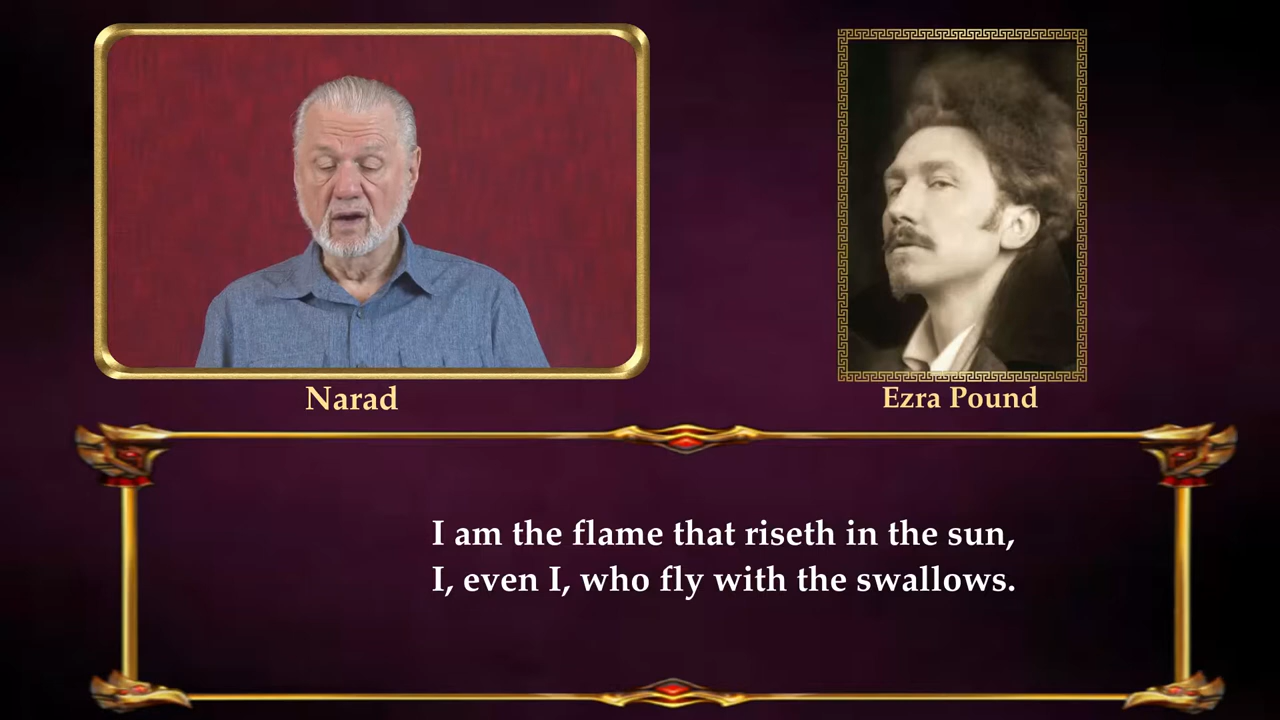 Narad
Ezra Pound
I am the flame that riseth in the sun,
I, even I, who fly with the swallows.